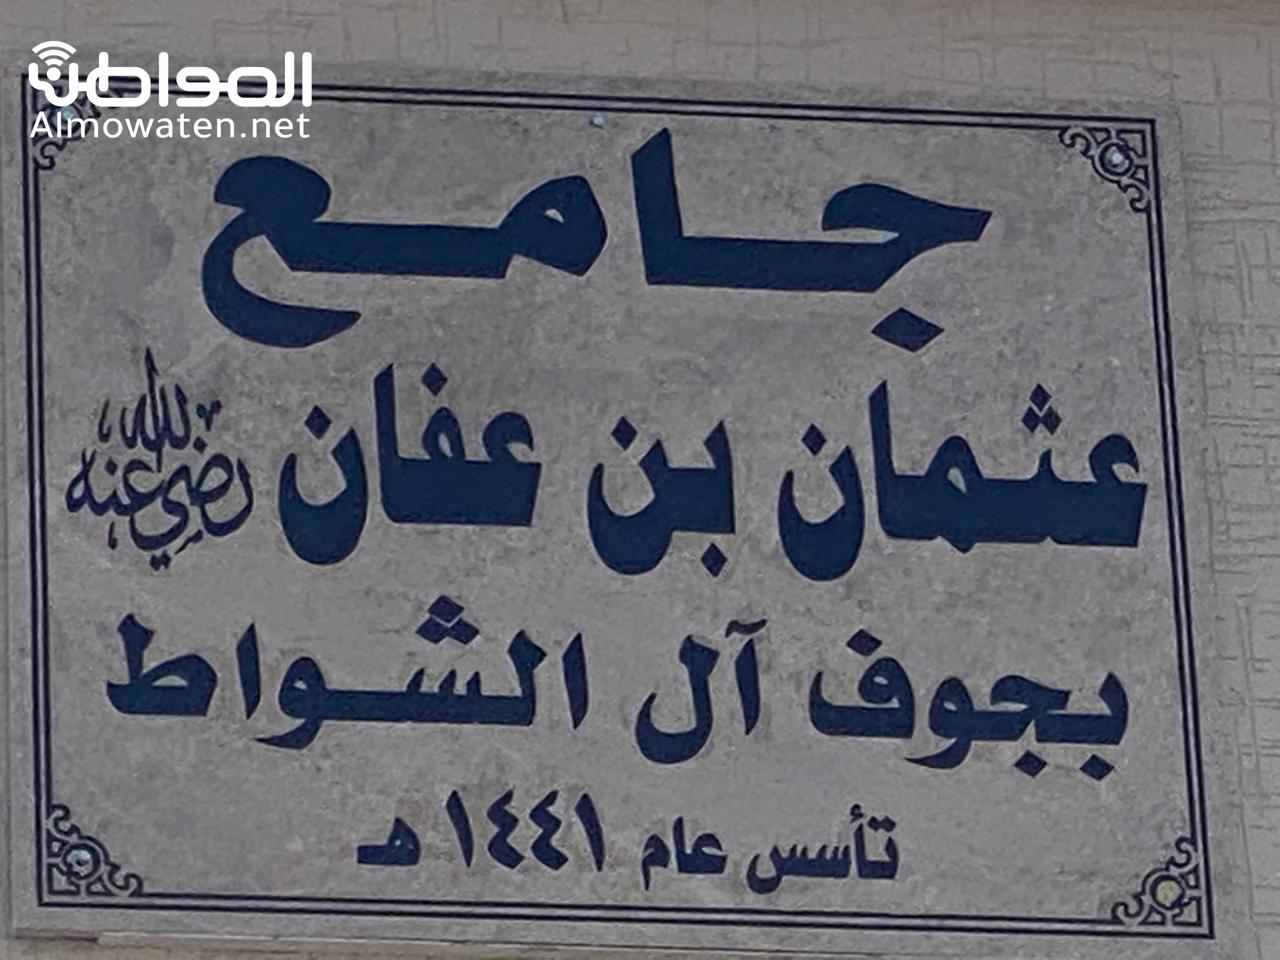 المواطن
Almowaten.net
جامع
عثمان بن عفان رضي الله عنه
بجوف آل الشواط
تأسس عام ١٤٤١ هـ